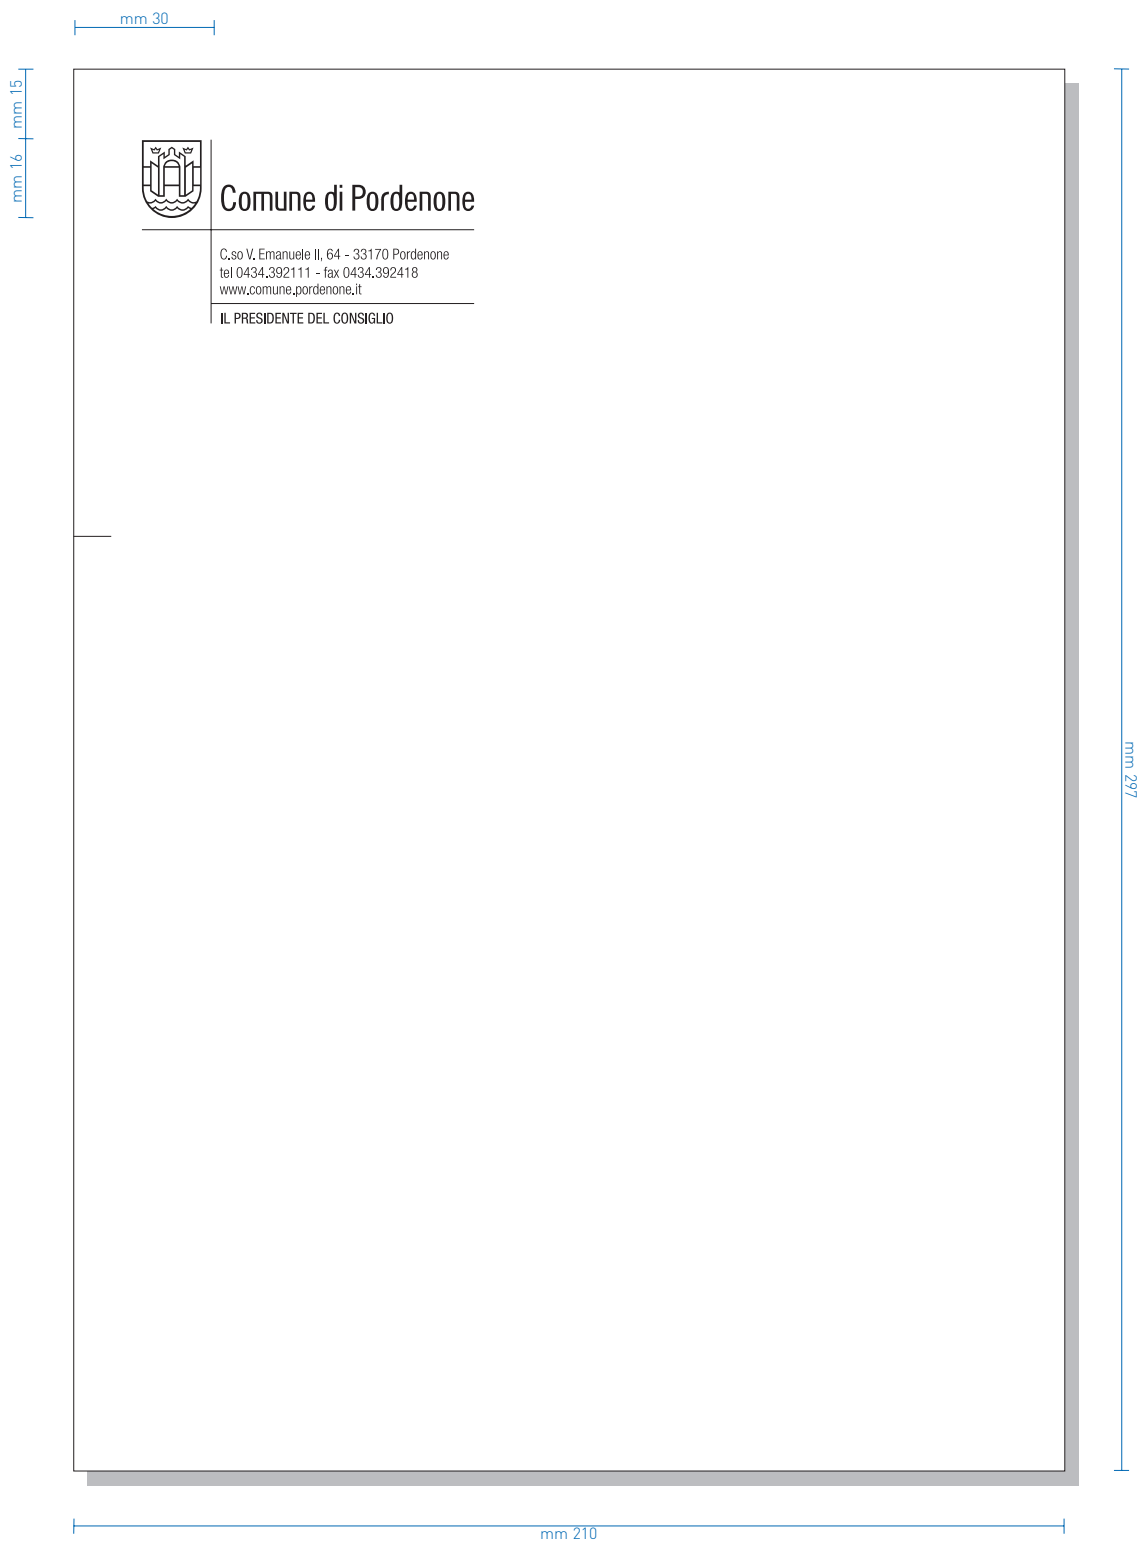 mm 30
mm 15
mm 16
Comune di Pordenone
C.so V. Emanuele II, 64 - 33170 Pordenone
tel 0434.392111 - fax 0434.392418
www.comune.pordenone.it
IL PRESIDENTE DEL CONSIGLIO
mm 297
mm 210